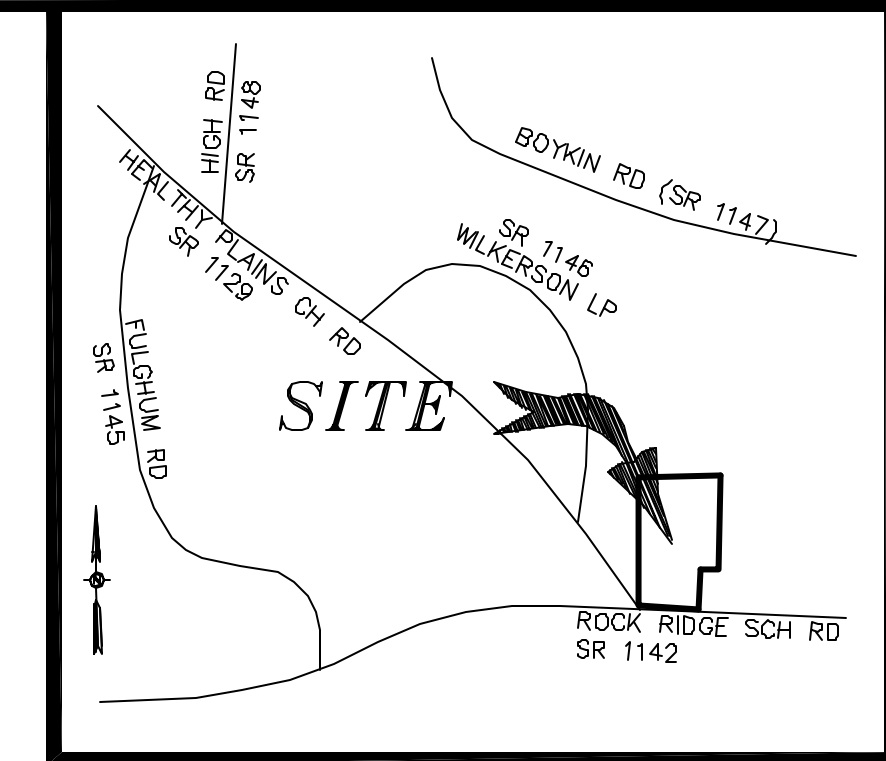 HIGH RD
SR 1148
BOYKIN RD (SR 1147)
HEALTHY PLAINS CH RD
SR 1129
SR 1146
WLKERSON LP
FULGHUM RD
SR 1145
SITE
N
ROCK RIDGE SCH RD
SR 1142